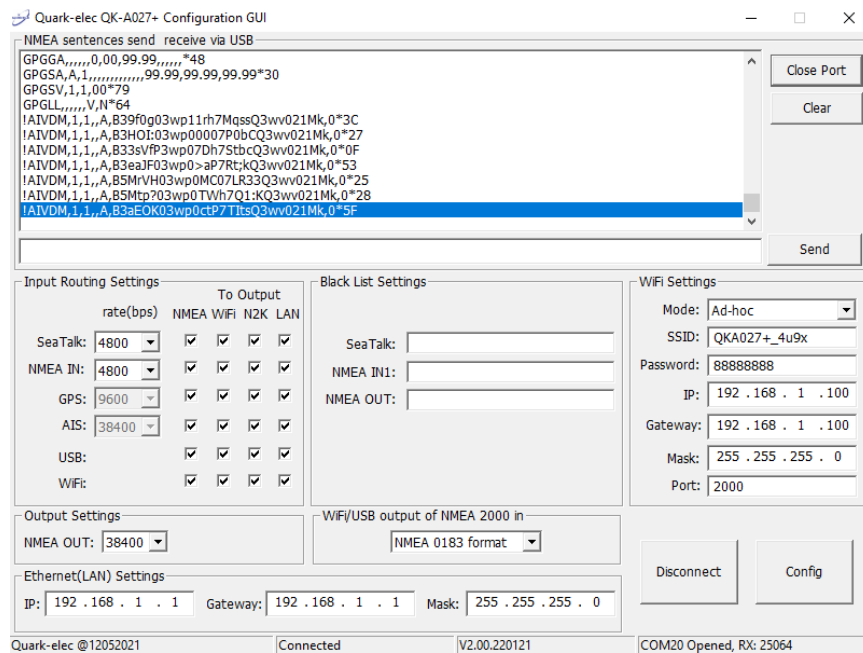 Quark-elec QK-A027+ Configuration GUI
NMEA sentences send receive via USB
GPGGA,,,,,,0,00,99.99,,,,,,*48
GPGSA,A,1,,,,,,,,,,,,,99.99,99.99,99.99*30
GPGSV,1,1,00*79
GPGLL,,,,,,V,N*64
!AIVDM,1,1,,A,B39f0g03wp11rh7MqssQ3wv021Mk,0*3C
!AIVDM,1,1,,A,B3HOI:03wp00007P0bCQ3wv021Mk,0*27
!AIVDM,1,1,,A,B33sVfP3wp07Dh7StbcQ3wv021Mk,0*0F
!AIVDM,1,1,,A,B3eaJF03wp0>aP7Rt;kQ3wv021Mk,0*53
!AIVDM,1,1,,A,B5MrVH03wp0MC07LR33Q3wv021Mk,0*25
!AIVDM,1,1,,A,B5Mtp?03wp0TWh7Q1:KQ3wv021Mk,0*28
!AIVDM,1,1,,A,B3aEOK03wp0ctP7TItsQ3wv021Mk,0*5F
Close Port
Clear
Send
Input Routing Settings
To Output
rate(bps) NMEA WiFi N2K LAN
SeaTalk: 4800
NMEA IN: 4800
GPS: 9600
AIS: 38400
USB:
WiFi:
Black List Settings
SeaTalk:
NMEA IN1:
NMEA OUT:
WiFi Settings
Mode: Ad-hoc
SSID: QKA027+_4u9x
Password: 88888888
IP: 192 . 168 . 1 . 100
Gateway: 192 . 168 . 1 . 100
Mask: 255 . 255 . 255 . 0
Port: 2000
Output Settings
NMEA OUT: 38400
WiFi/USB output of NMEA 2000 in
NMEA 0183 format
Ethernet(LAN) Settings
IP: 192 . 168 . 1 . 1 Gateway: 192 . 168 . 1 . 1 Mask: 255 . 255 . 255 . 0
Disconnect
Config
Quark-elec @12052021 Connected V2.00.220121 COM20 Opened, RX: 25064